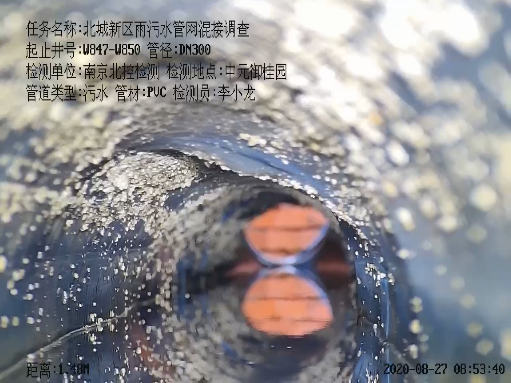 任务名称:北城新区雨污水管网混接调查
起止井号:W847-W850 管径:DN300
检测单位:南京北控检测 检测地点:中元御桂园
管道类型:污水 管材:PVC 检测员:李小龙
距离:1.48M
2020-08-27 08:53:40